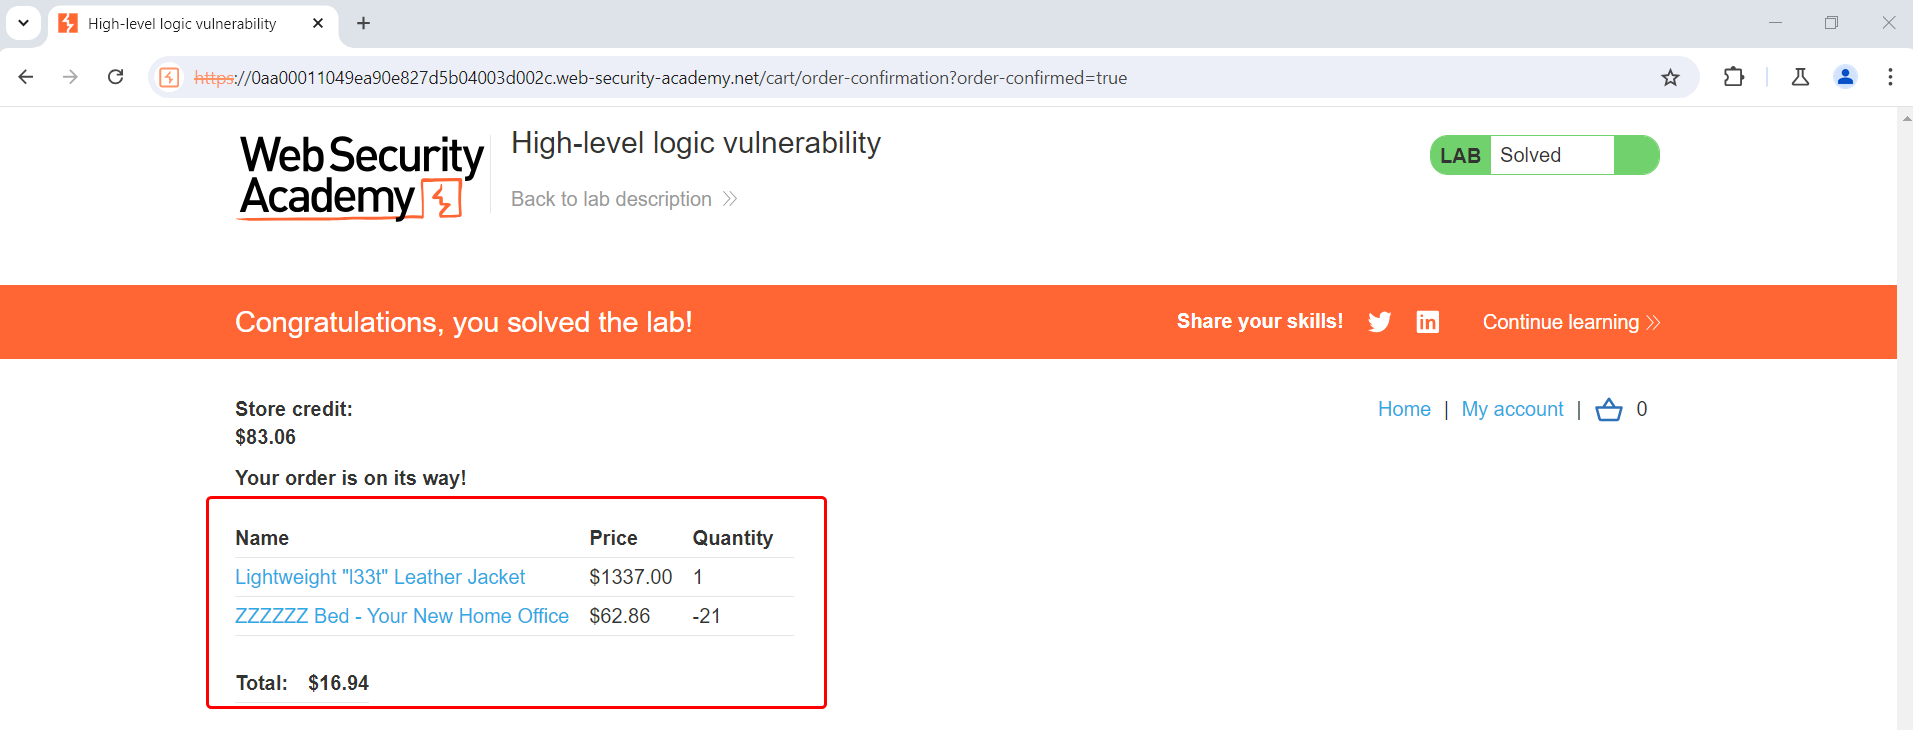 High-level logic vulnerability
https://0aa00011049ea90e827d5b04003d002c.web-security-academy.net/cart/order-confirmation?order-confirmed=true
Web Security
Academy
High-level logic vulnerability
Back to lab description
LAB Solved
Congratulations, you solved the lab!
Share your skills!
Continue learning
Store credit:
$83.06
Home | My account | 0
Your order is on its way!
Name Price Quantity
Lightweight "l33t" Leather Jacket $1337.00 1
ZZZZZZ Bed - Your New Home Office $62.86 -21
Total: $16.94